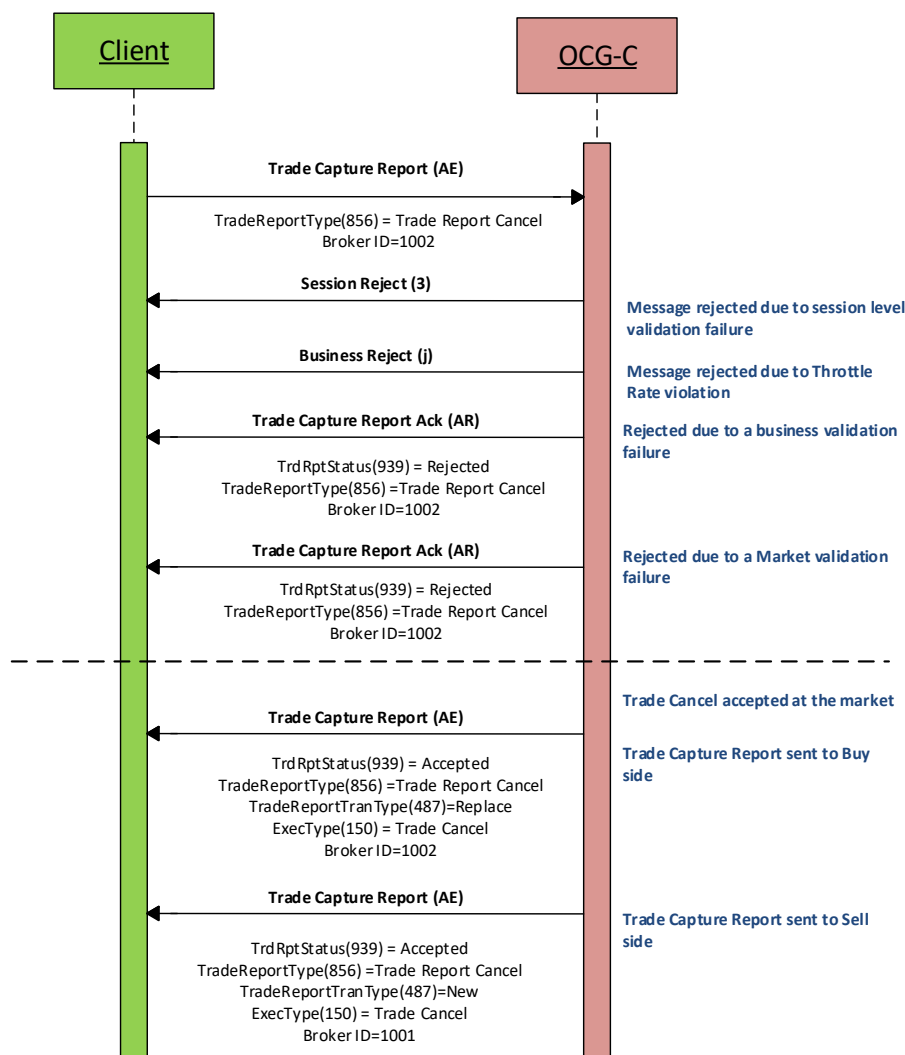 Client
OCG-C
Trade Capture Report (AE)
TradeReportType(856) = Trade Report Cancel
Broker ID=1002
Session Reject (3)
Message rejected due to session level
validation failure
Business Reject (j)
Message rejected due to Throttle
Rate violation
Trade Capture Report Ack (AR)
Rejected due to a business validation
failure
TrdRptStatus(939) = Rejected
TradeReportType(856) =Trade Report Cancel
Broker ID=1002
Trade Capture Report Ack (AR)
Rejected due to a Market validation
failure
TrdRptStatus(939) = Rejected
TradeReportType(856) =Trade Report Cancel
Broker ID=1002
Trade Cancel accepted at the market
Trade Capture Report (AE)
Trade Capture Report sent to Buy
side
TrdRptStatus(939) = Accepted
TradeReportType(856) =Trade Report Cancel
TradeReportTranType(487)=Replace
ExecType(150) = Trade Cancel
Broker ID=1002
Trade Capture Report (AE)
Trade Capture Report sent to Sell
side
TrdRptStatus(939) = Accepted
TradeReportType(856) =Trade Report Cancel
TradeReportTranType(487)=New
ExecType(150) = Trade Cancel
Broker ID=1001